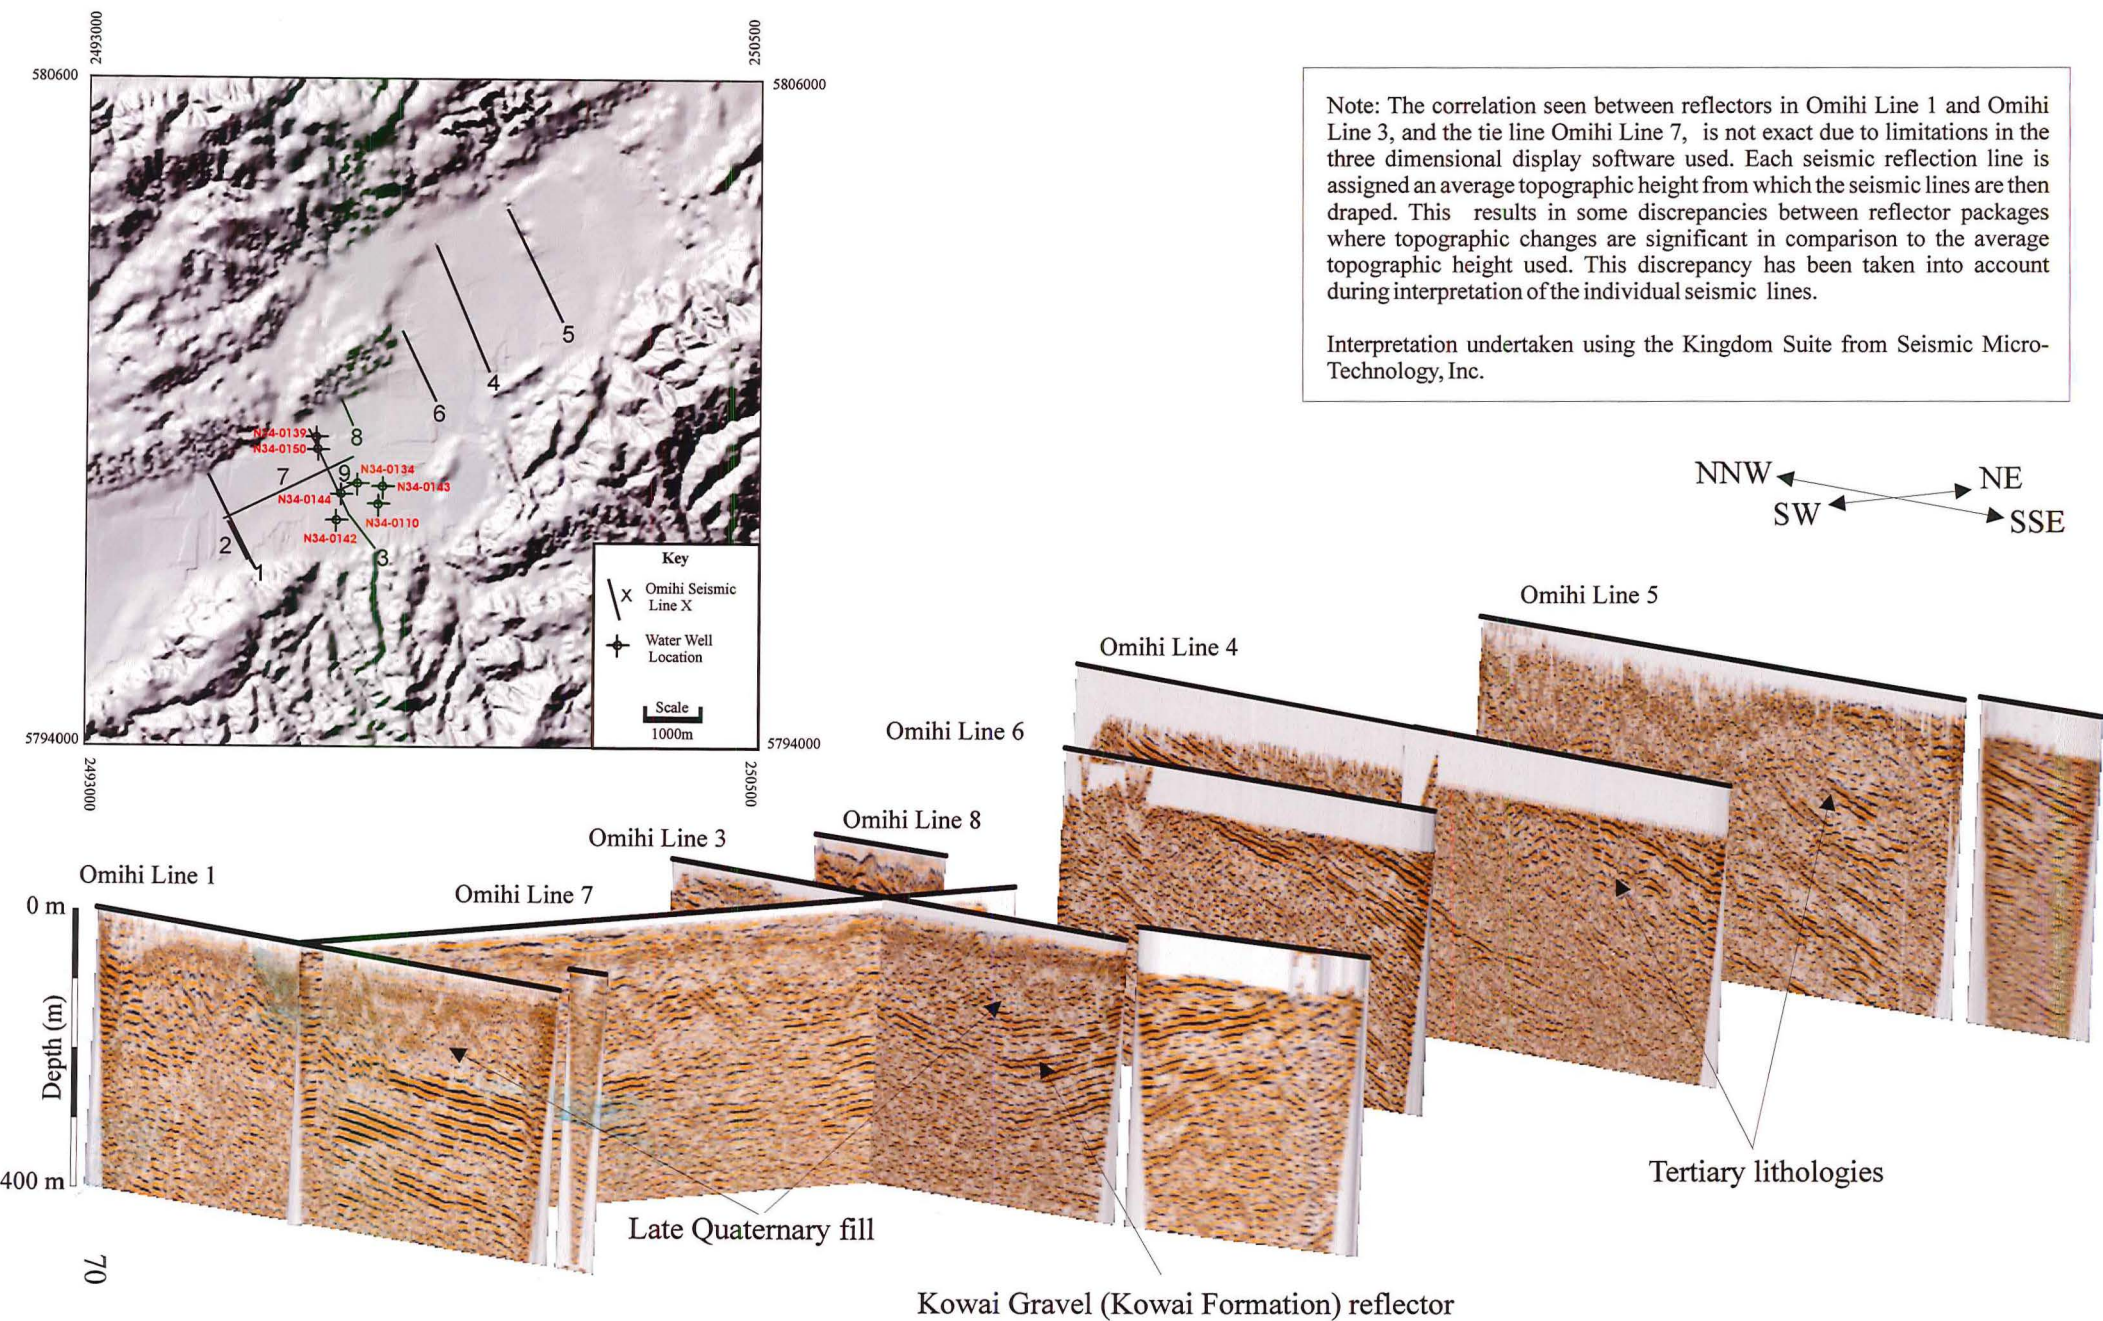 2493000
250500
580600
5806000
5
4
6
8
N34-0139
N34-0150
7
9
N34-0134
N34-0143
N34-0144
N34-0110
N34-0142
2
1
3
Key
X
Omihi Seismic
Line X
Water Well
Location
Scale
1000m
5794000
5794000
2493000
250500
Note: The correlation seen between reflectors in Omihi Line 1 and Omihi
Line 3, and the tie line Omihi Line 7, is not exact due to limitations in the
three dimensional display software used. Each seismic reflection line is
assigned an average topographic height from which the seismic lines are then
draped. This results in some discrepancies between reflector packages
where topographic changes are significant in comparison to the average
topographic height used. This discrepancy has been taken into account
during interpretation of the individual seismic lines.
Interpretation undertaken using the Kingdom Suite from Seismic Micro-
Technology, Inc.
NNW
NE
SW
SSE
Omihi Line 5
Omihi Line 4
Omihi Line 6
Omihi Line 8
Omihi Line 3
Omihi Line 1
Omihi Line 7
0 m
Depth (m)
400 m
Tertiary lithologies
Late Quaternary fill
70
Kowai Gravel (Kowai Formation) reflector